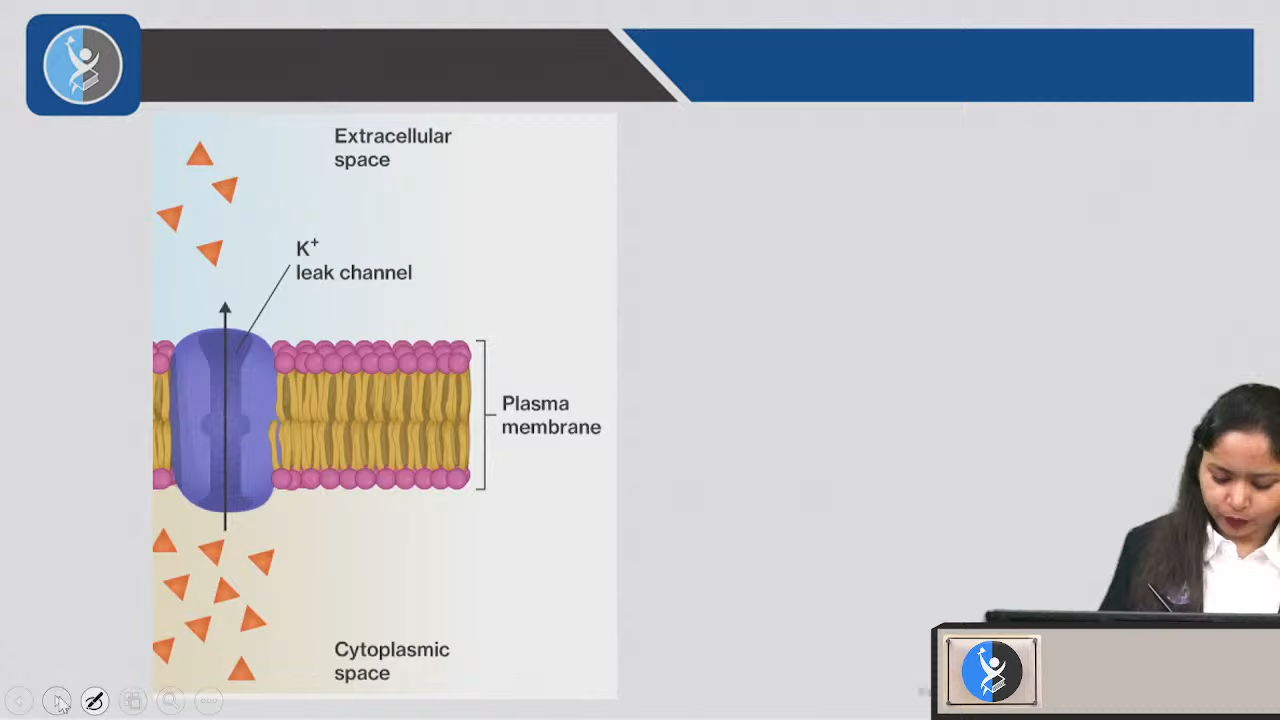 Extracellular
space
K⁺
leak channel
Plasma
membrane
Cytoplasmic
space